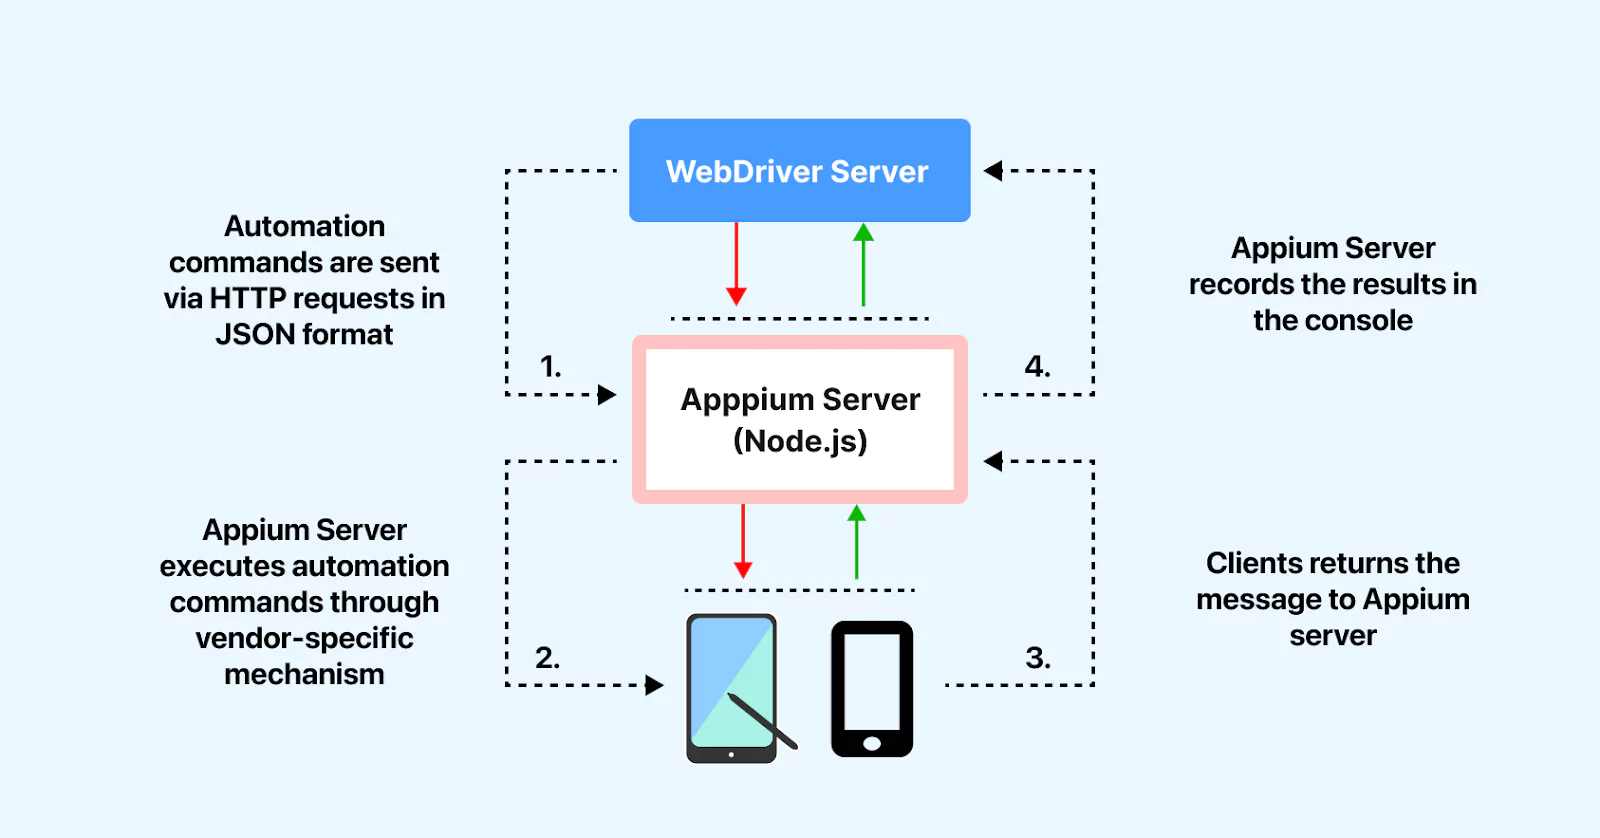 WebDriver Server
Automation
commands are sent
via HTTP requests in
JSON format
1.
Apppium Server
(Node.js)
4.
Appium Server
records the results in
the console
Appium Server
executes automation
commands through
vendor-specific
mechanism
2.
3.
Clients returns the
message to Appium
server